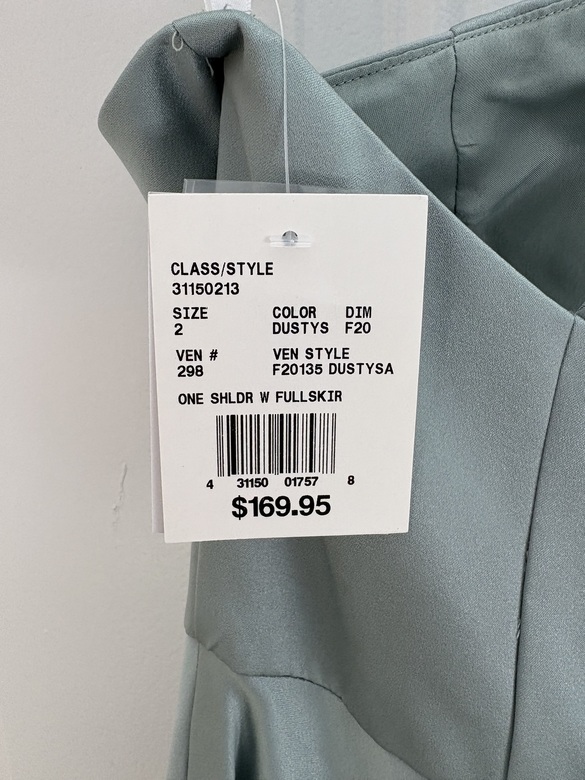 CLASS/STYLE
31150213
SIZE COLOR DIM
2 DUSTYS F20
VEN # VEN STYLE
298 F20135 DUSTYSA
ONE SHLDR W FULLSKIR
4 31150 01757 8
$169.95